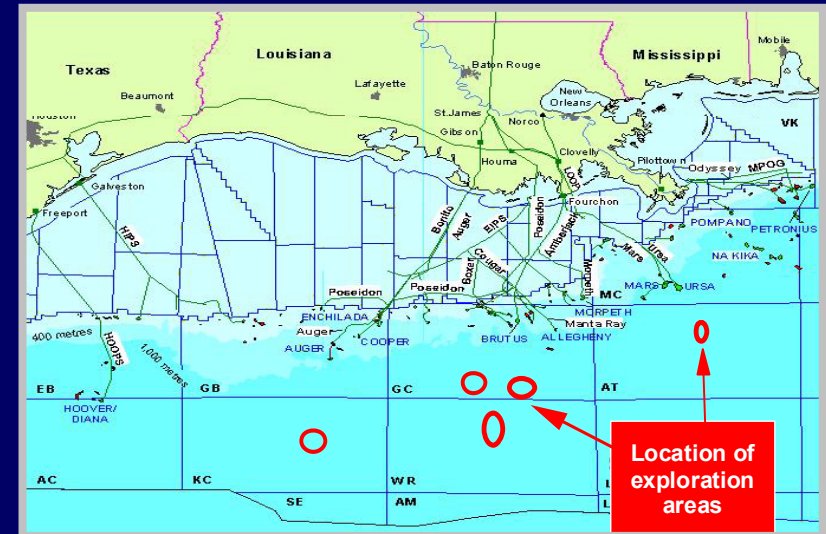 Texas
Louisiana
Mississippi
Mobile
Beaumont
Lafayette
Baton Rouge
New
Orleans
St.James
Norco
Gibson
Houma
Clovelly
LOOP
Pilottown
VK
Odyssey
MPOG
Galveston
Freeport
HIPS
Fourchon
Bonito
Auger
EIPS
Poseidon
Amberjack
Cougar
Boxer
Mars
Ursa
POMPANO
PETRONIUS
NA KIKA
Morpeth
MC
MARS
URSA
Poseidon
Poseidon
ENCHILADA
MORPETH
Manta Ray
Auger
AUGER
COOPER
BRUTUS
ALLEGHENY
400 metres
HOOPS
1,000 metres
EB
GB
GC
AT
HOOVER/
DIANA
AC
KC
WR
SE
AM
L
L
Location of
exploration
areas